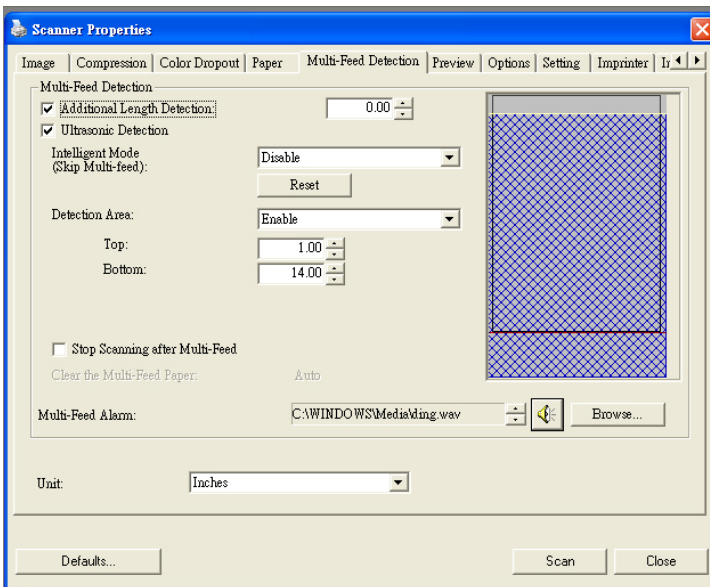 Scanner Properties
Image Compression Color Dropout Paper Multi-Feed Detection Preview Options Setting Imprinter
Multi-Feed Detection
Additional Length Detection: 0.00
Ultrasonic Detection
Intelligent Mode
(Skip Multi-feed): Disable
Reset
Detection Area: Enable
Top: 1.00
Bottom: 14.00
Stop Scanning after Multi-Feed
Clear the Multi-Feed Paper: Auto
Multi-Feed Alarm: C:\WINDOWS\Media\ding.wav Browse...
Unit: Inches
Defaults... Scan Close